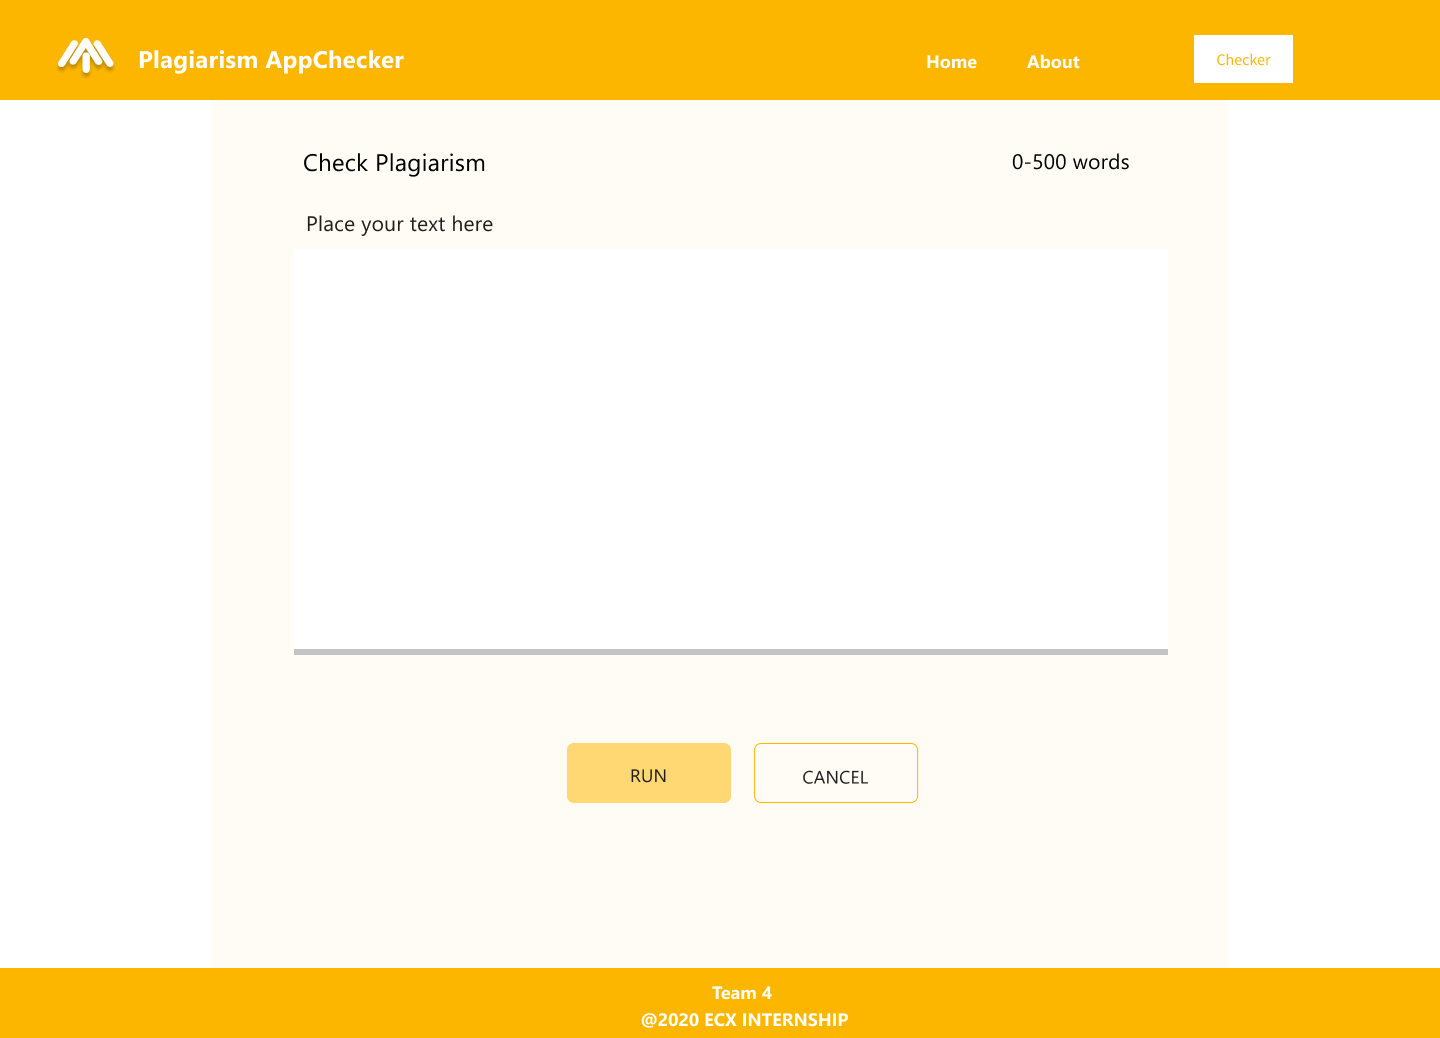 Plagiarism AppChecker
Home
About
Checker
Check Plagiarism
0-500 words
Place your text here
RUN
CANCEL
Team 4
@2020 ECX INTERNSHIP